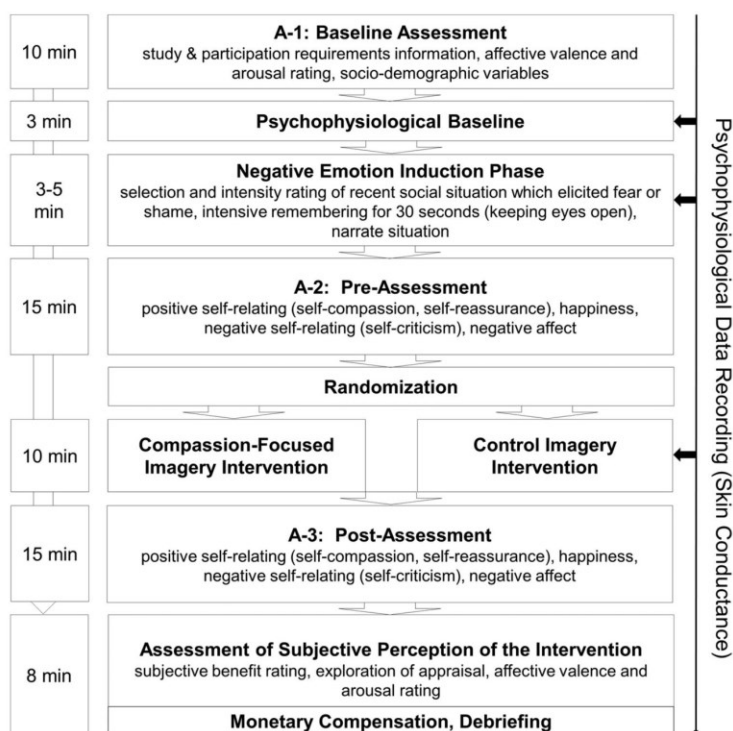 10 min
A-1: Baseline Assessment
study & participation requirements information, affective valence and
arousal rating, socio-demographic variables
3 min
Psychophysiological Baseline
3-5
min
Negative Emotion Induction Phase
selection and intensity rating of recent social situation which elicited fear or
shame, intensive remembering for 30 seconds (keeping eyes open),
narrate situation
15 min
A-2: Pre-Assessment
positive self-relating (self-compassion, self-reassurance), happiness,
negative self-relating (self-criticism), negative affect
Randomization
10 min
Compassion-Focused
Imagery Intervention
Control Imagery
Intervention
15 min
A-3: Post-Assessment
positive self-relating (self-compassion, self-reassurance), happiness,
negative self-relating (self-criticism), negative affect
8 min
Assessment of Subjective Perception of the Intervention
subjective benefit rating, exploration of appraisal, affective valence and
arousal rating
Monetary Compensation, Debriefing
Psychophysiological Data Recording (Skin Conductance)